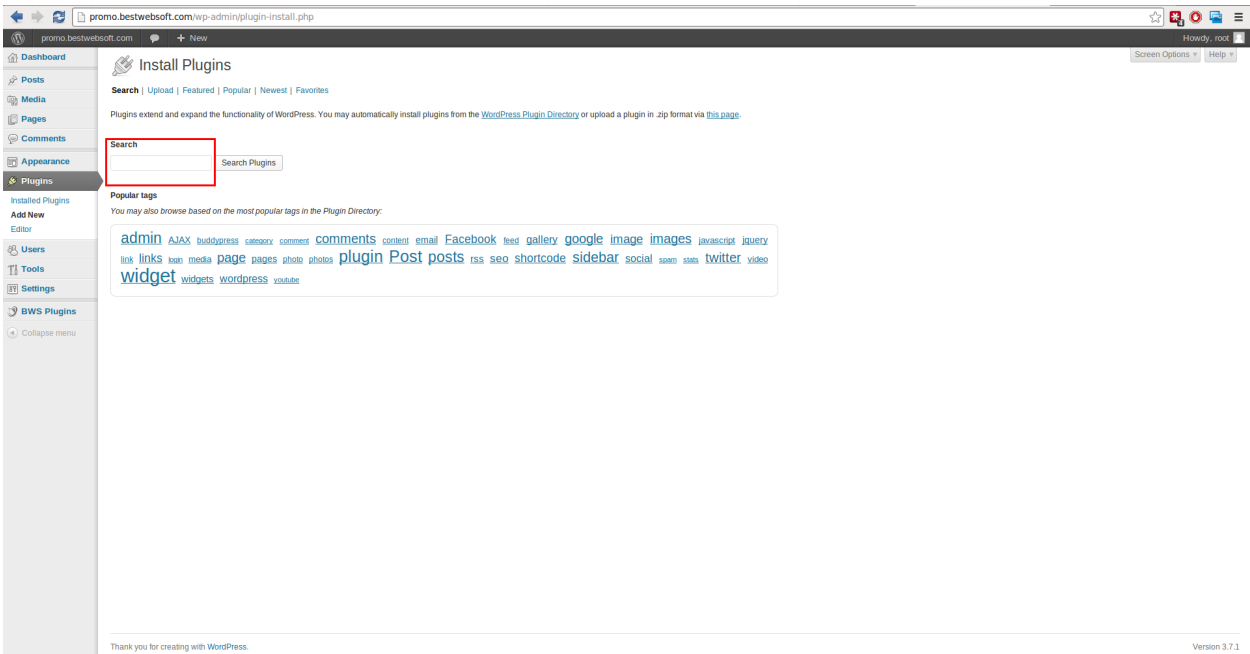 promo.bestwebsoft.com/wp-admin/plugin-install.php
promo.bestwebsoft.com + New Howdy, root
Screen Options Help
Dashboard
Posts
Media
Pages
Comments
Appearance
Plugins
Installed Plugins
Add New
Editor
Users
Tools
Settings
BWS Plugins
Collapse menu
Install Plugins
Search | Upload | Featured | Popular | Newest | Favorites
Plugins extend and expand the functionality of WordPress. You may automatically install plugins from the WordPress Plugin Directory or upload a plugin in .zip format via this page.
Search
Search Plugins
Popular tags
You may also browse based on the most popular tags in the Plugin Directory:
admin AJAX buddypress category comment comments content email Facebook feed gallery google image images javascript jquery
link links login media page pages photo photos plugin Post posts rss seo shortcode sidebar social spam stats twitter video
widget widgets wordpress youtube
Thank you for creating with WordPress. Version 3.7.1